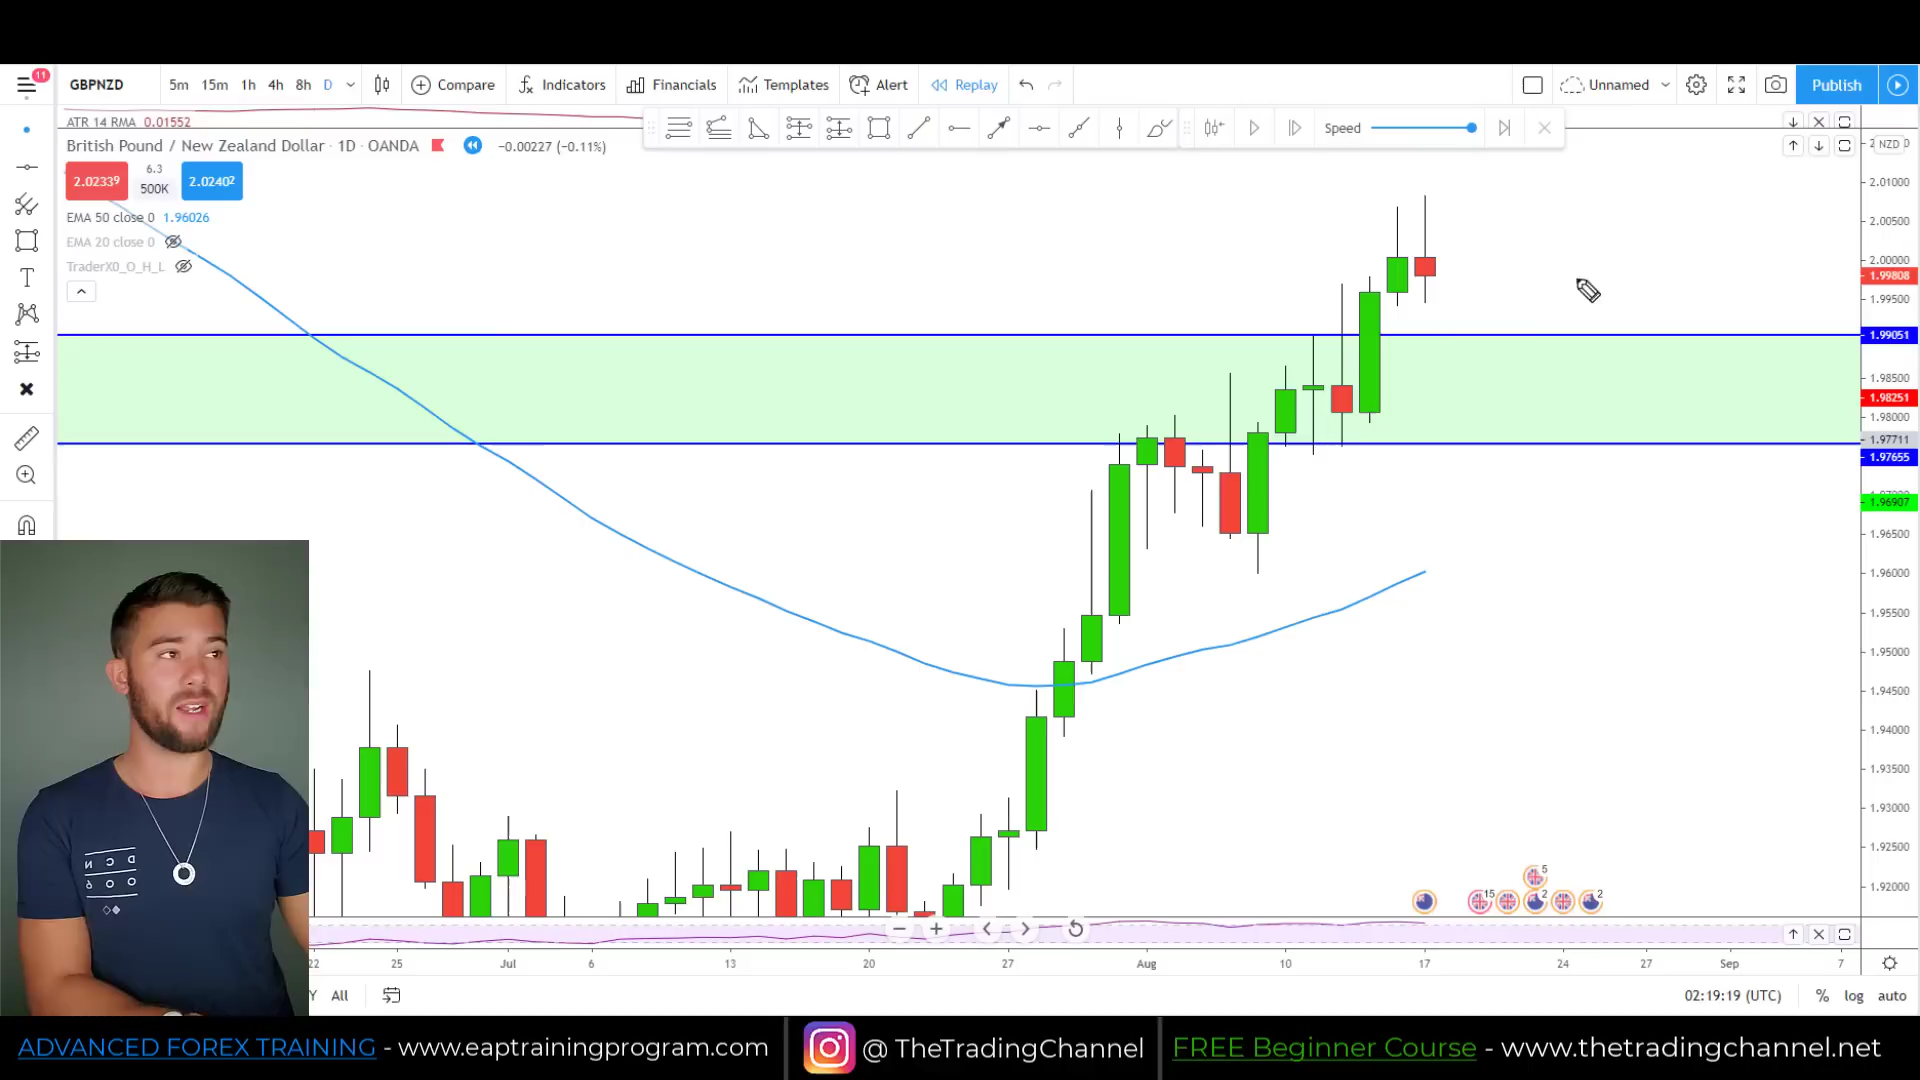 11
GBPNZD 5m 15m 1h 4h 8h D Compare Indicators Financials Templates Alert Replay Unnamed Publish
ATR 14 RMA 0.01552
Speed
British Pound / New Zealand Dollar · 1D · OANDA −0.00227 (−0.11%)
NZD
2.02339 6.3 500K 2.02402
EMA 50 close 0 1.96026
EMA 20 close 0
TraderX0_O_H_L
2.01000
2.00500
2.00000
1.99808
1.99500
1.99051
1.98500
1.98251
1.98000
1.97711
1.97655
1.96907
1.96500
1.96000
1.95500
1.95000
1.94500
1.94000
1.93500
1.93000
1.92500
1.92000
5
15 2 2
22 25 Jul 6 13 20 27 Aug 10 17 24 27 Sep 7
Y All 02:19:19 (UTC) % log auto
ADVANCED FOREX TRAINING - www.eaptrainingprogram.com @ TheTradingChannel FREE Beginner Course - www.thetradingchannel.net